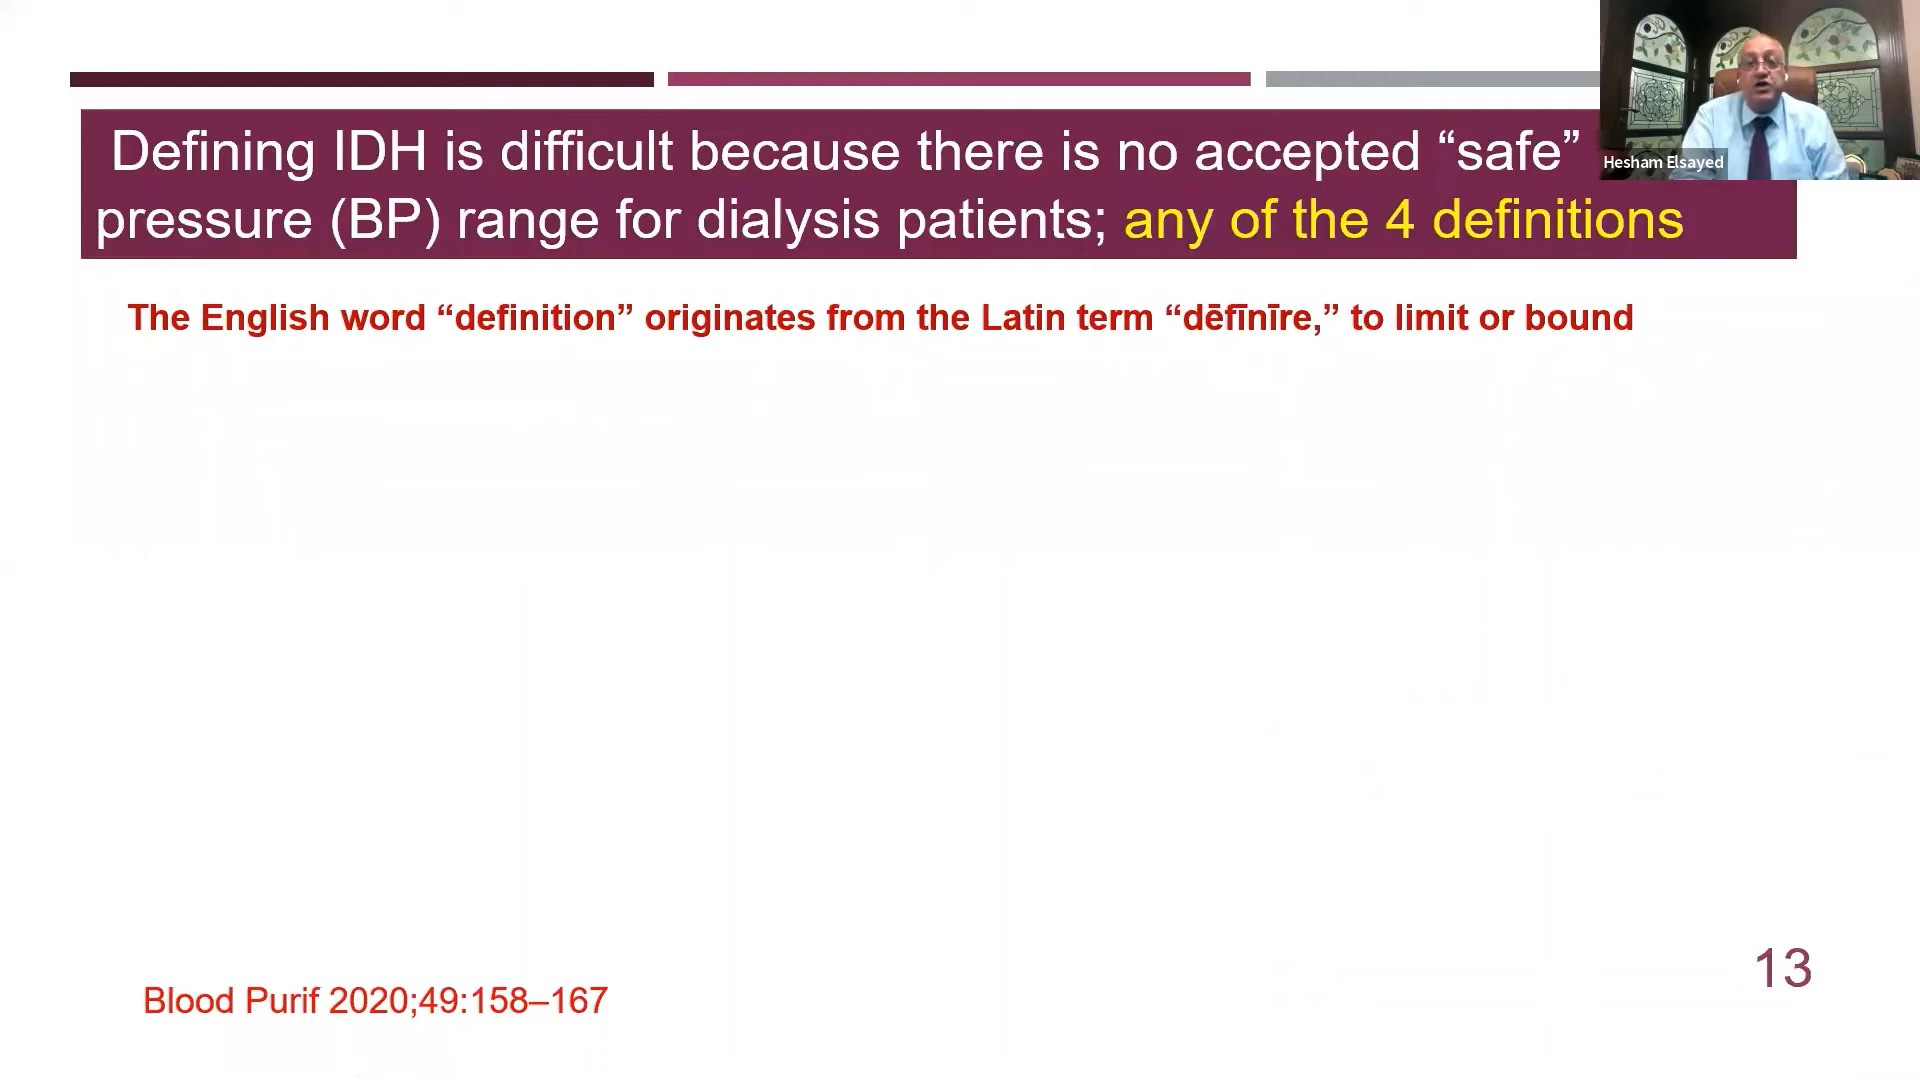 Defining IDH is difficult because there is no accepted “safe”
pressure (BP) range for dialysis patients; any of the 4 definitions
Hesham Elsayed
The English word “definition” originates from the Latin term “dēfīnīre,” to limit or bound
13
Blood Purif 2020;49:158–167